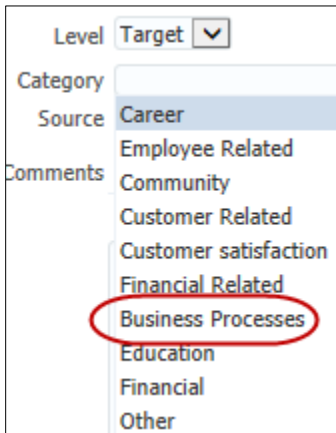 Level Target
Category
Source Career
Employee Related
Comments Community
Customer Related
Customer satisfaction
Financial Related
Business Processes
Education
Financial
Other